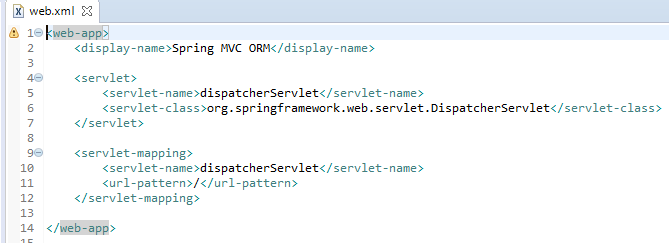 web.xml
1 <web-app>
2 <display-name>Spring MVC ORM</display-name>
3
4 <servlet>
5 <servlet-name>dispatcherServlet</servlet-name>
6 <servlet-class>org.springframework.web.servlet.DispatcherServlet</servlet-class>
7 </servlet>
8
9 <servlet-mapping>
10 <servlet-name>dispatcherServlet</servlet-name>
11 <url-pattern>/</url-pattern>
12 </servlet-mapping>
13
14 </web-app>
15